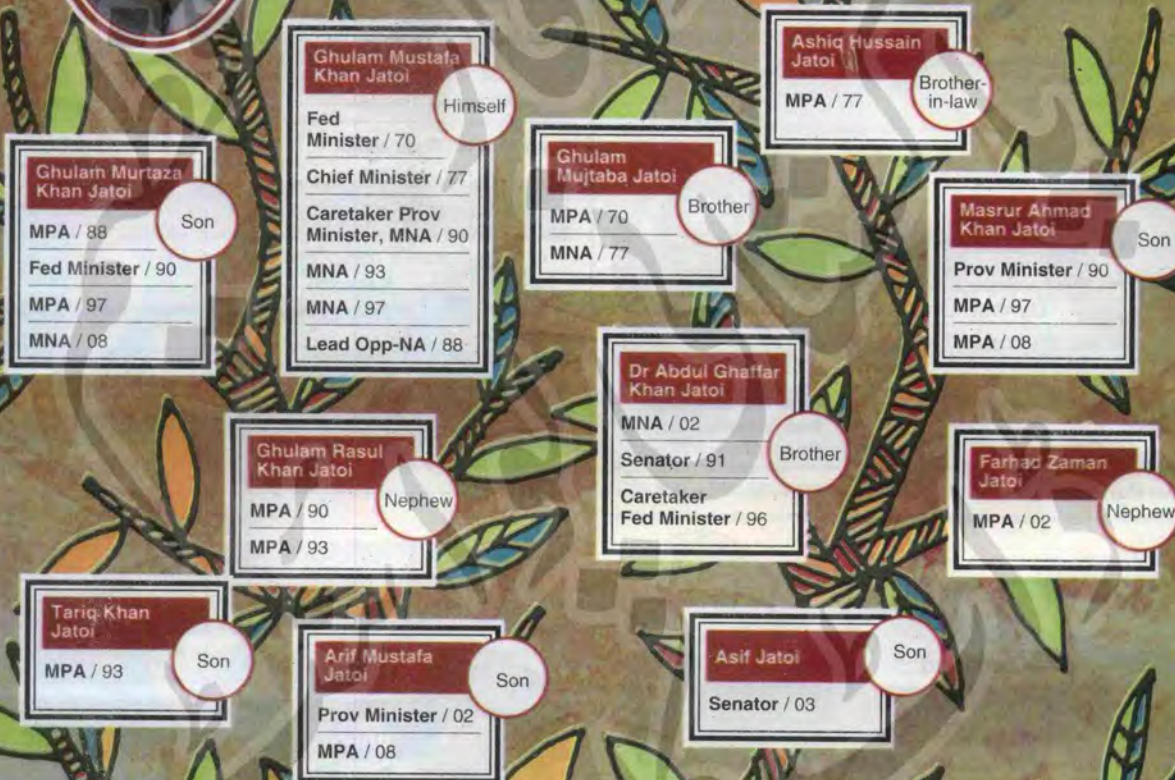 Ghulam Mustafa
Khan Jatoi
Himself
Fed
Minister / 70
Chief Minister / 77
Caretaker Prov
Minister, MNA / 90
MNA / 93
MNA / 97
Lead Opp-NA / 88
Ashiq Hussain
Jatoi
Brother-
in-law
MPA / 77
Ghulam Murtaza
Khan Jatoi
Son
MPA / 88
Fed Minister / 90
MPA / 97
MNA / 08
Ghulam
Mujtaba Jatoi
Brother
MPA / 70
MNA / 77
Masrur Ahmad
Khan Jatoi
Son
Prov Minister / 90
MPA / 97
MPA / 08
Dr Abdul Ghaffar
Khan Jatoi
Brother
MNA / 02
Senator / 91
Caretaker
Fed Minister / 96
Ghulam Rasul
Khan Jatoi
Nephew
MPA / 90
MPA / 93
Farhad Zaman
Jatoi
Nephew
MPA / 02
Tariq Khan
Jatoi
Son
MPA / 93
Arif Mustafa
Jatoi
Son
Prov Minister / 02
MPA / 08
Asif Jatoi
Son
Senator / 03